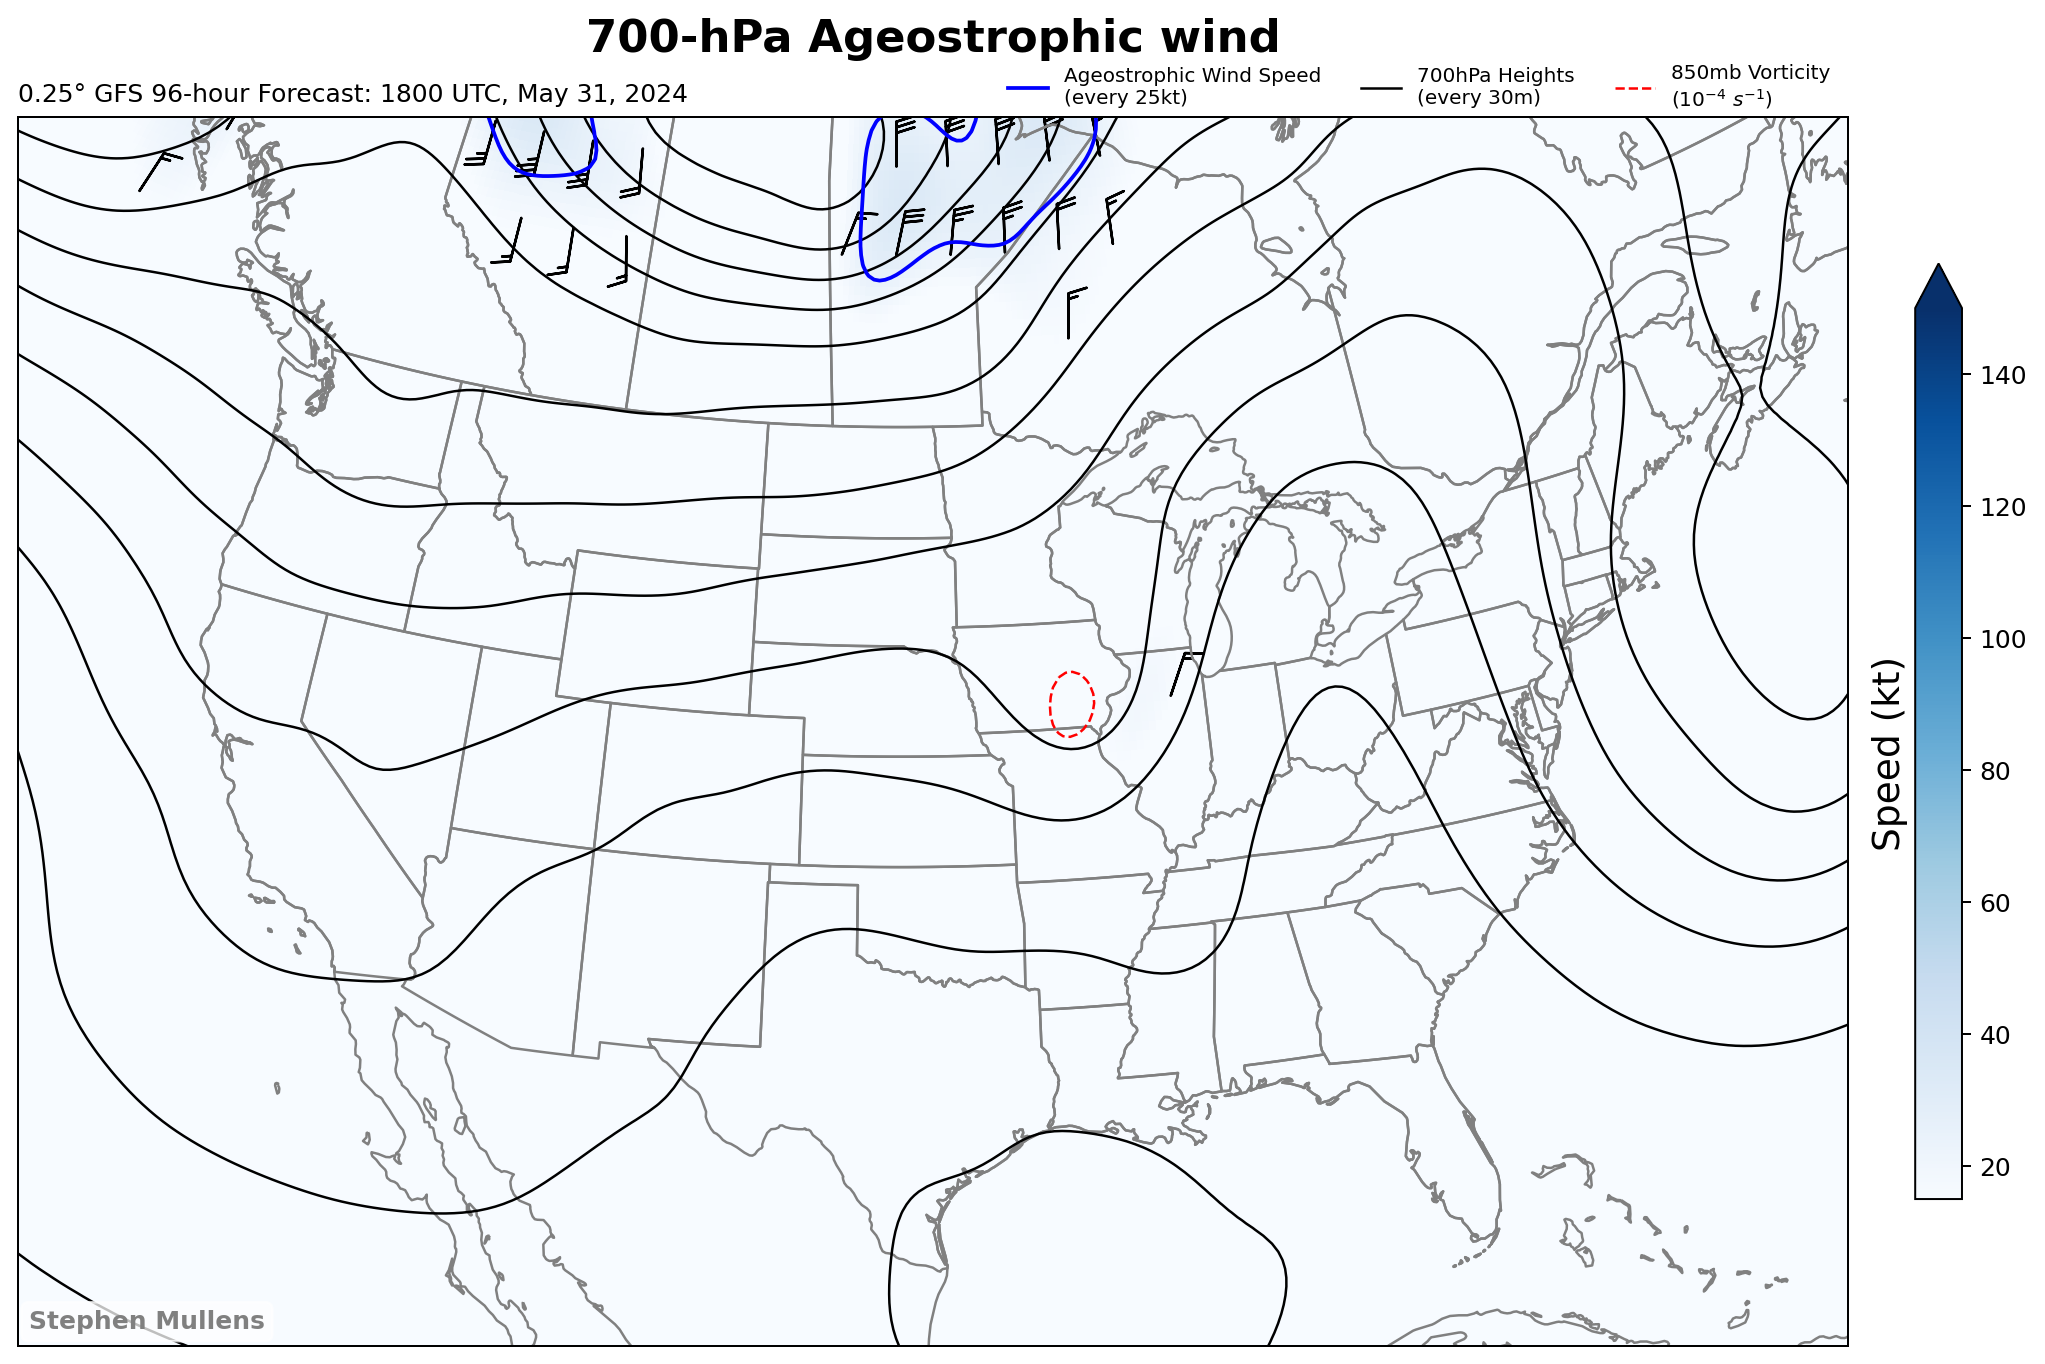 700-hPa Ageostrophic wind
0.25° GFS 96-hour Forecast: 1800 UTC, May 31, 2024
Ageostrophic Wind Speed
(every 25kt)
700hPa Heights
(every 30m)
850mb Vorticity
(10⁻⁴ s⁻¹)
140
120
100
80
60
40
20
Speed (kt)
Stephen Mullens